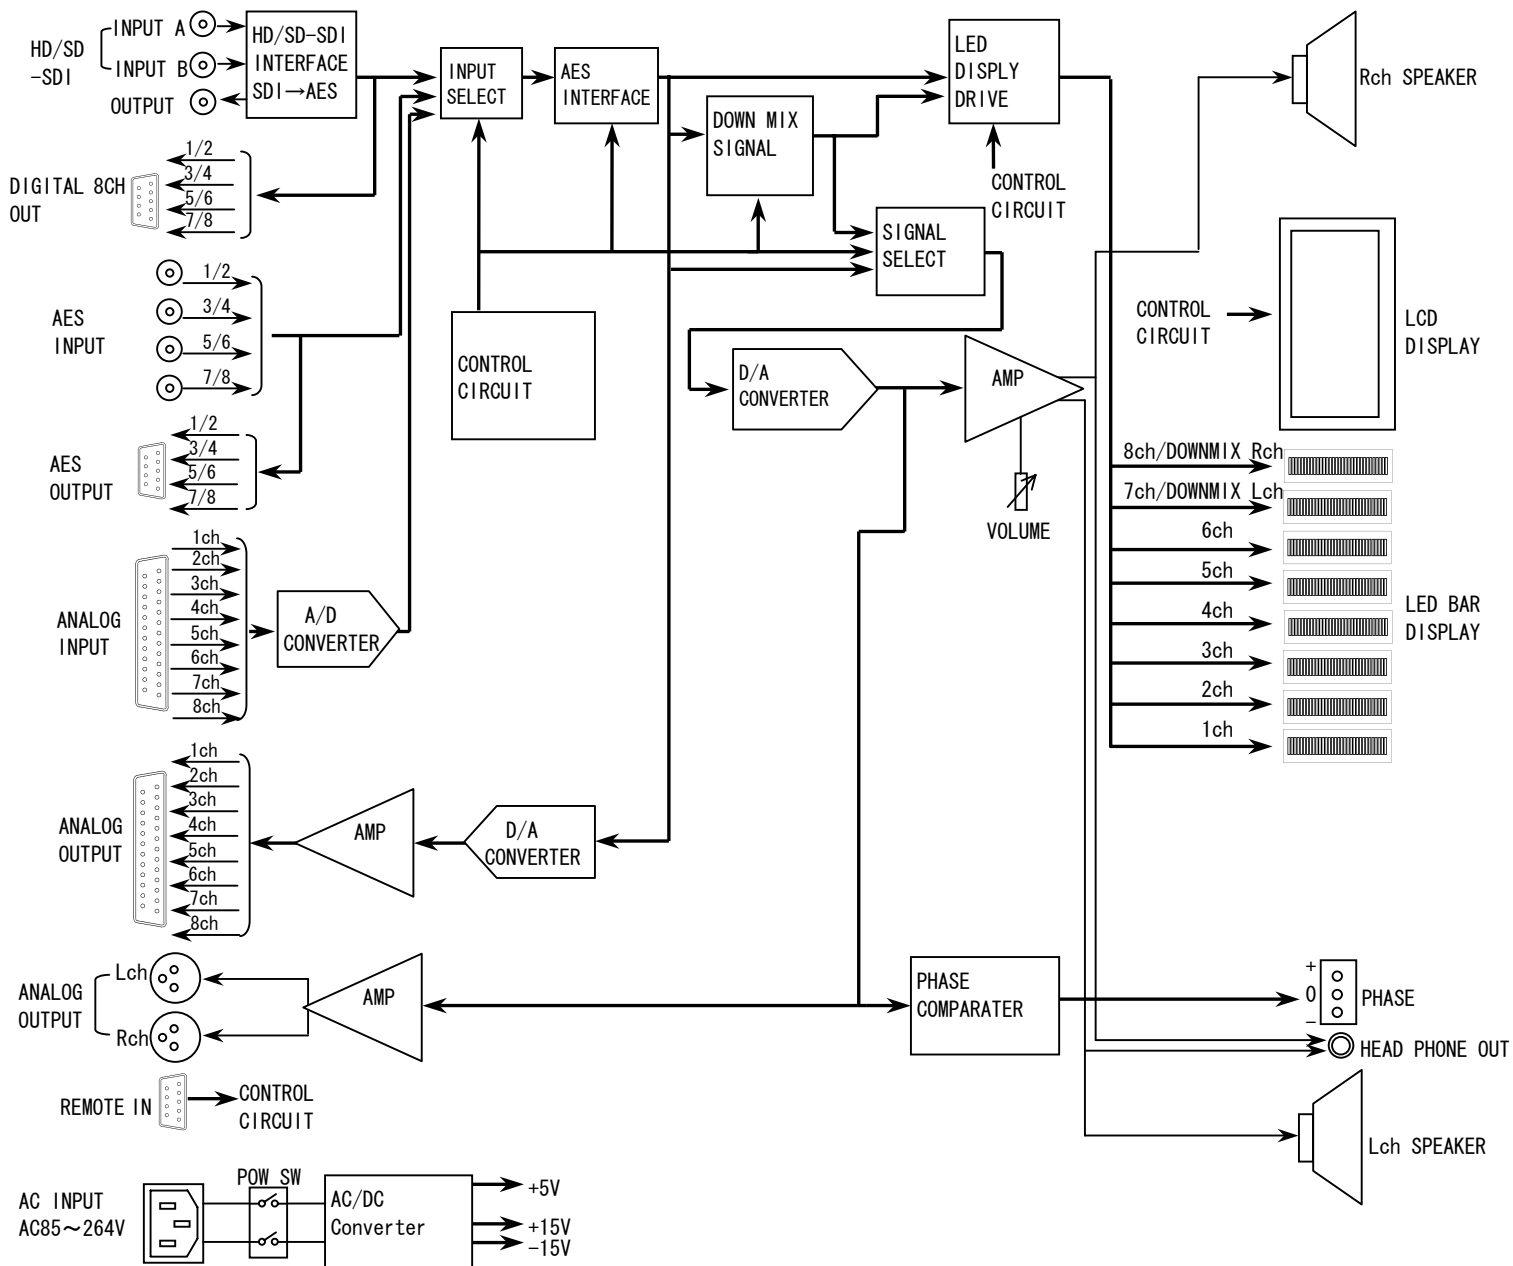 HD/SD
-SDI
INPUT A
INPUT B
OUTPUT
HD/SD-SDI
INTERFACE
SDI→AES
INPUT
SELECT
AES
INTERFACE
DOWN MIX
SIGNAL
LED
DISPLY
DRIVE
CONTROL
CIRCUIT
SIGNAL
SELECT
Rch SPEAKER
DIGITAL 8CH
OUT
1/2
3/4
5/6
7/8
AES
INPUT
1/2
3/4
5/6
7/8
CONTROL
CIRCUIT
D/A
CONVERTER
AMP
VOLUME
CONTROL
CIRCUIT
LCD
DISPLAY
AES
OUTPUT
1/2
3/4
5/6
7/8
8ch/DOWNMIX Rch
7ch/DOWNMIX Lch
6ch
5ch
4ch
3ch
2ch
1ch
LED BAR
DISPLAY
ANALOG
INPUT
1ch
2ch
3ch
4ch
5ch
6ch
7ch
8ch
A/D
CONVERTER
ANALOG
OUTPUT
1ch
2ch
3ch
4ch
5ch
6ch
7ch
8ch
AMP
D/A
CONVERTER
ANALOG
OUTPUT
Lch
Rch
AMP
PHASE
COMPARATER
+
0
−
PHASE
HEAD PHONE OUT
REMOTE IN
CONTROL
CIRCUIT
Lch SPEAKER
AC INPUT
AC85～264V
POW SW
AC/DC
Converter
+5V
+15V
−15V